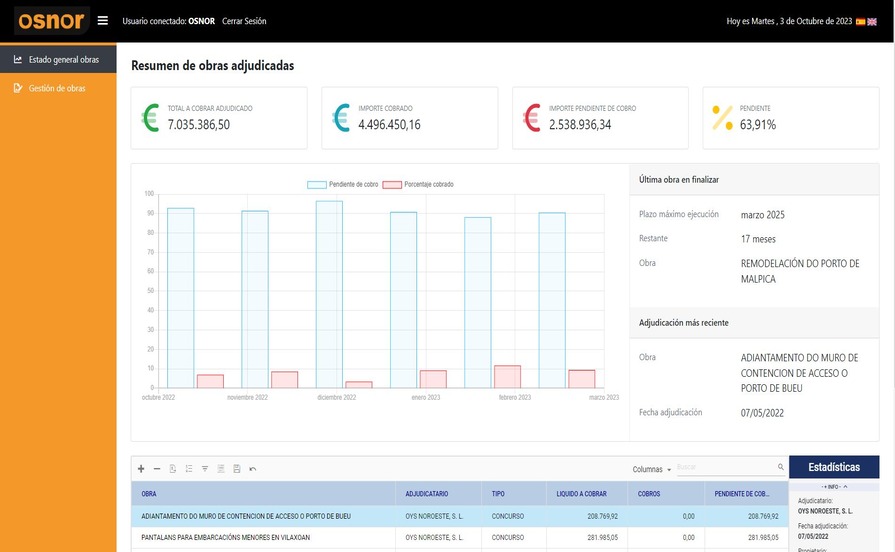 osnor
Usuario conectado: OSNOR Cerrar Sesión
Hoy es Martes , 3 de Octubre de 2023
Estado general obras
Gestión de obras
Resumen de obras adjudicadas
TOTAL A COBRAR ADJUDICADO
7.035.386,50
IMPORTE COBRADO
4.496.450,16
IMPORTE PENDIENTE DE COBRO
2.538.936,34
PENDIENTE
63,91%
Pendiente de cobro Porcentaje cobrado
100
90
80
70
60
50
40
30
20
10
0
octubre 2022 noviembre 2022 diciembre 2022 enero 2023 febrero 2023 marzo 2023
Última obra en finalizar
Plazo máximo ejecución marzo 2025
Restante 17 meses
Obra REMODELACIÓN DO PORTO DE
MALPICA
Adjudicación más reciente
Obra ADIANTAMENTO DO MURO DE
CONTENCION DE ACCESO O
PORTO DE BUEU
Fecha adjudicación 07/05/2022
Columnas Buscar
OBRA ADJUDICATARIO TIPO LIQUIDO A COBRAR COBROS PENDIENTE DE COB...
ADIANTAMENTO DO MURO DE CONTENCION DE ACCESO O PORTO DE BUEU OYS NOROESTE, S. L. CONCURSO 208.769,92 0,00 208.769,92
PANTALANS PARA EMBARCACIÓNS MENORES EN VILAXOAN OYS NOROESTE, S. L. CONCURSO 281.985,05 0,00 281.985,05
Estadísticas
- + INFO -
Adjudicatario:
OYS NOROESTE, S. L.
Fecha adjudicación:
07/05/2022
Propietario: